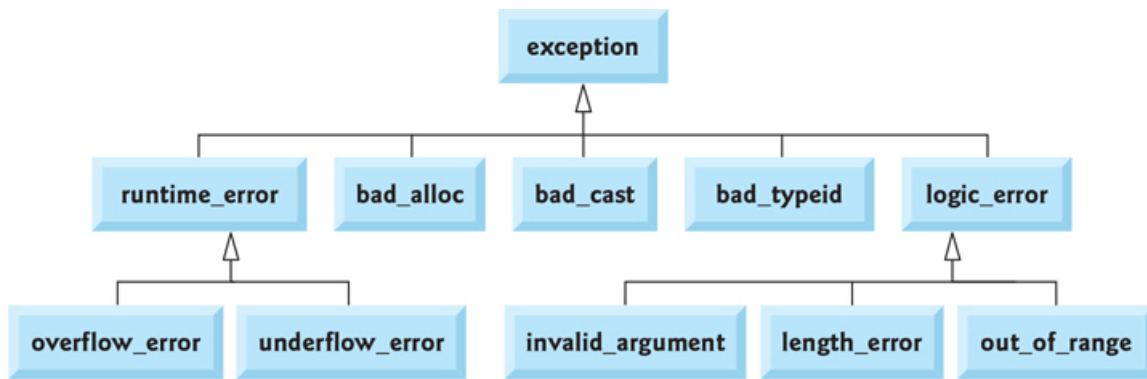 exception
runtime_error
bad_alloc
bad_cast
bad_typeid
logic_error
overflow_error
underflow_error
invalid_argument
length_error
out_of_range